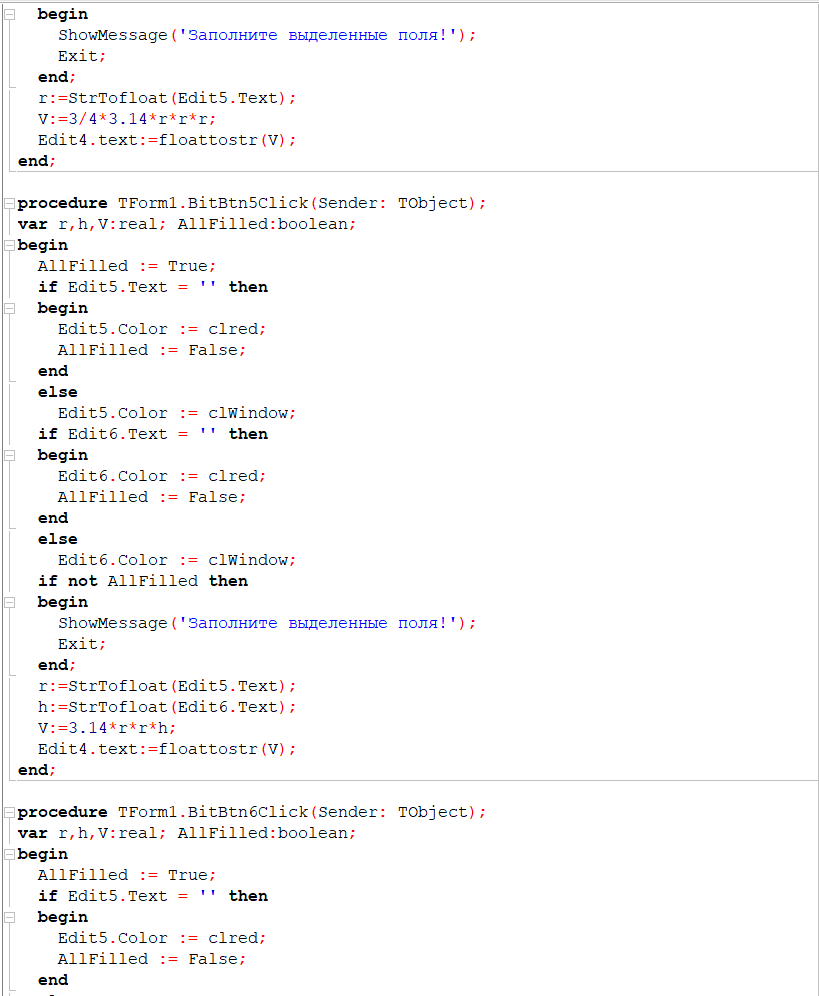 begin
ShowMessage('Заполните выделенные поля!');
Exit;
end;
r:=StrTofloat(Edit5.Text);
V:=3/4*3.14*r*r*r;
Edit4.text:=floattostr(V);
end;
procedure TForm1.BitBtn5Click(Sender: TObject);
var r,h,V:real; AllFilled:boolean;
begin
AllFilled := True;
if Edit5.Text = '' then
begin
Edit5.Color := clred;
AllFilled := False;
end
else
Edit5.Color := clWindow;
if Edit6.Text = '' then
begin
Edit6.Color := clred;
AllFilled := False;
end
else
Edit6.Color := clWindow;
if not AllFilled then
begin
ShowMessage('Заполните выделенные поля!');
Exit;
end;
r:=StrTofloat(Edit5.Text);
h:=StrTofloat(Edit6.Text);
V:=3.14*r*r*h;
Edit4.text:=floattostr(V);
end;
procedure TForm1.BitBtn6Click(Sender: TObject);
var r,h,V:real; AllFilled:boolean;
begin
AllFilled := True;
if Edit5.Text = '' then
begin
Edit5.Color := clred;
AllFilled := False;
end